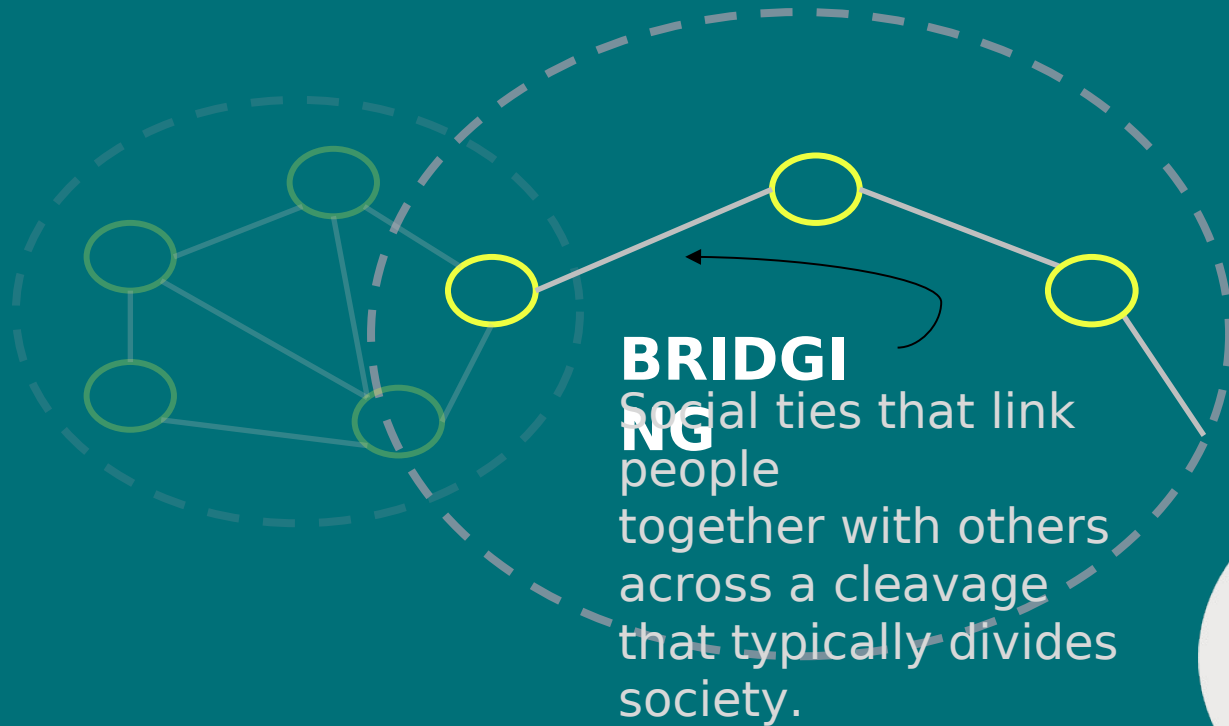 BRIDGI
NG
Social ties that link
people
together with others
across a cleavage
that typically divides
society.